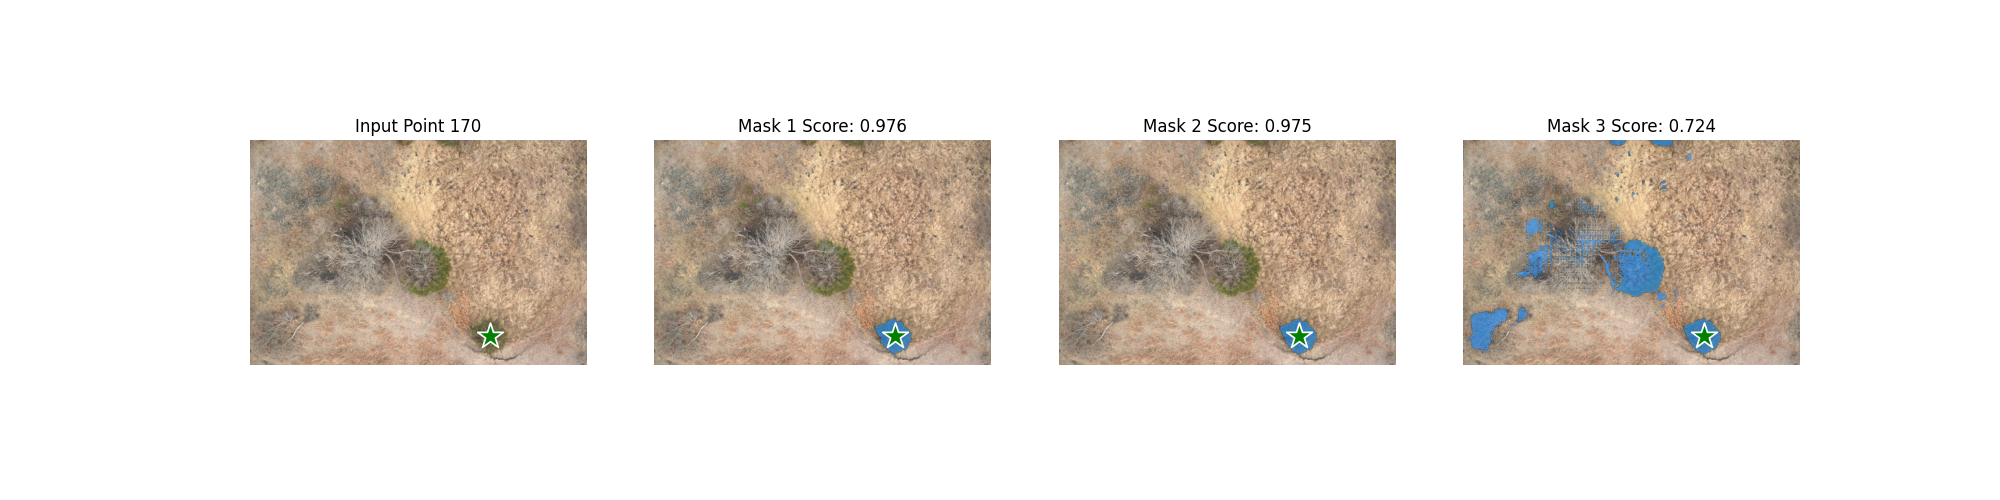 Input Point 170
Mask 1 Score: 0.976
Mask 2 Score: 0.975
Mask 3 Score: 0.724